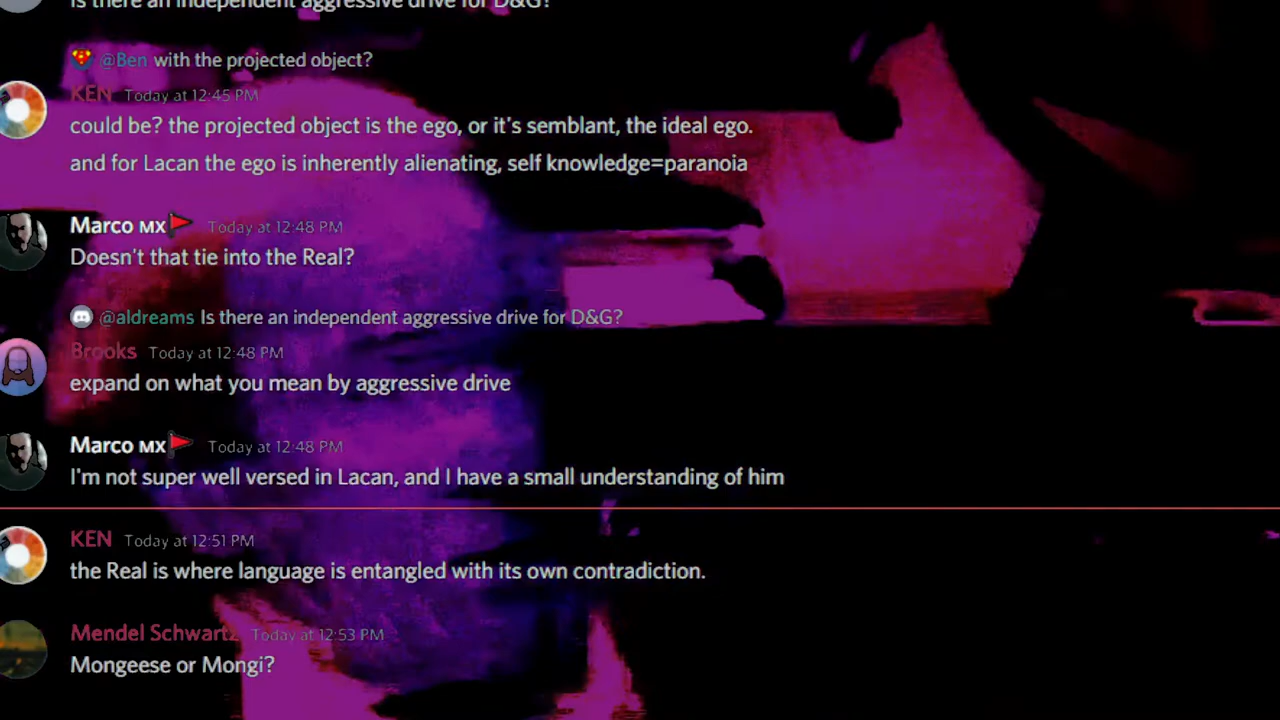 Is there an independent aggressive drive for D&G?
@Ben with the projected object?
KEN Today at 12:45 PM
could be? the projected object is the ego, or it's semblant, the ideal ego.
and for Lacan the ego is inherently alienating, self knowledge=paranoia
Marco MX Today at 12:48 PM
Doesn't that tie into the Real?
@aldreams Is there an independent aggressive drive for D&G?
Brooks Today at 12:48 PM
expand on what you mean by aggressive drive
Marco MX Today at 12:48 PM
I'm not super well versed in Lacan, and I have a small understanding of him
KEN Today at 12:51 PM
the Real is where language is entangled with its own contradiction.
Mendel Schwartz Today at 12:53 PM
Mongeese or Mongi?